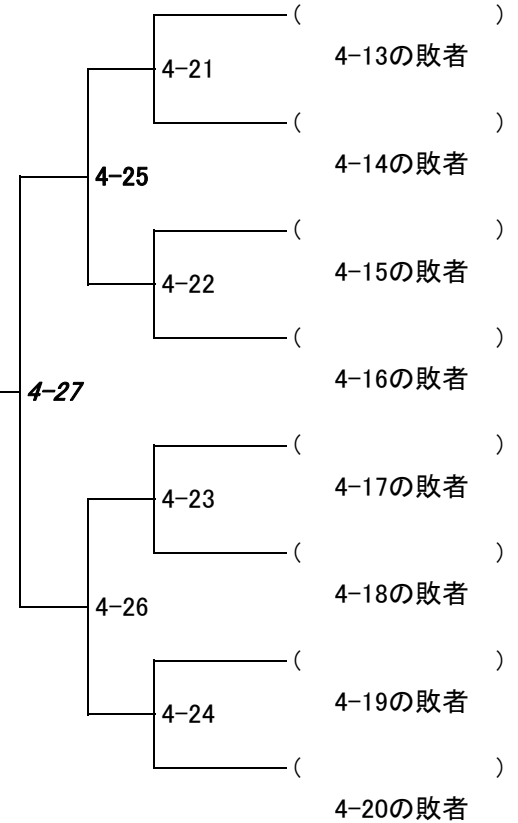 (　　　　　　)
4-13の敗者
4-21
(　　　　　　)
4-14の敗者
4-25
(　　　　　　)
4-15の敗者
4-22
(　　　　　　)
4-16の敗者
4-27
(　　　　　　)
4-17の敗者
4-23
(　　　　　　)
4-18の敗者
4-26
(　　　　　　)
4-19の敗者
4-24
(　　　　　　)
4-20の敗者